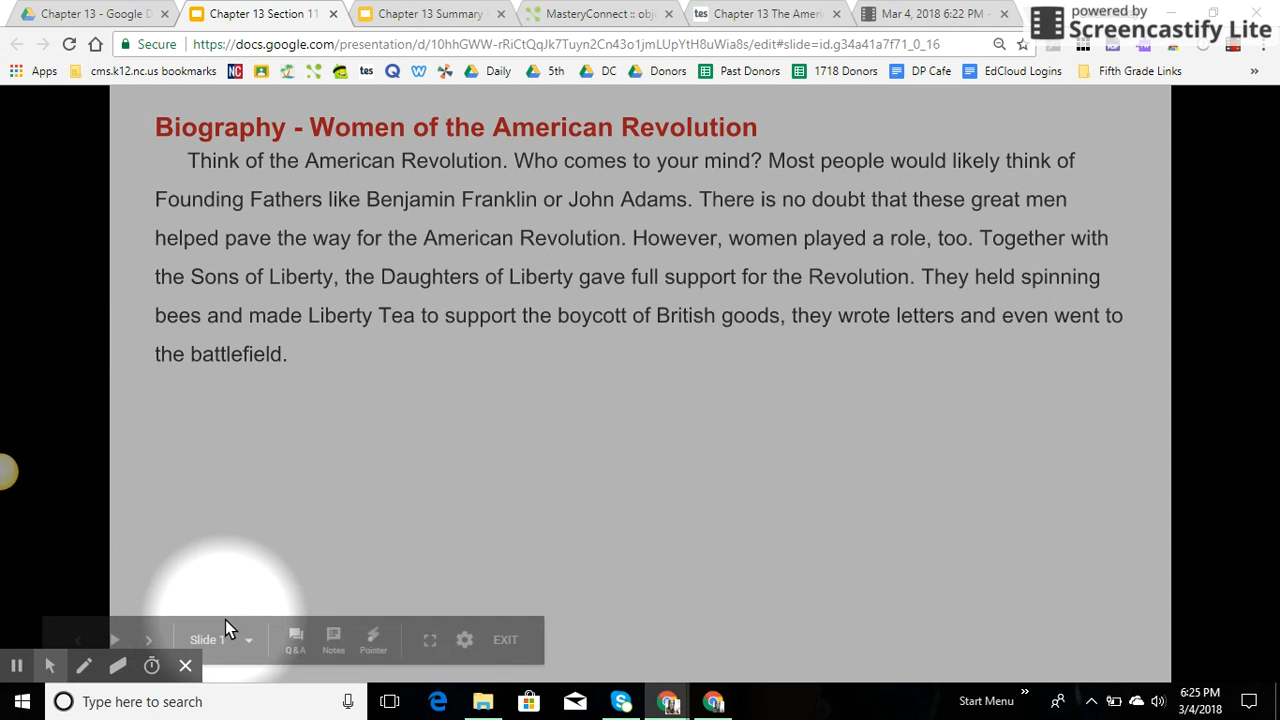 Chapter 13 - Google D
Chapter 13 Section 11
Chapter 13 Summary
MasteryConnect :: obj
tes Chapter 13 The Amer
Mar 4, 2018 6:22 PM -
powered by
Screencastify Lite
Secure https://docs.google.com/presentation/d/10hhGWW-rRiCQqJk7Tuyn2Cn43o1jmLUpYtH8uWia8s/edit#slide=id.g34a41a7f71_0_16
Apps cms.k12.nc.us bookmarks NC tes Q W Daily 5th DC Donors Past Donors 1718 Donors DP Cafe EdCloud Logins Fifth Grade Links »
Biography - Women of the American Revolution
Think of the American Revolution. Who comes to your mind? Most people would likely think of
Founding Fathers like Benjamin Franklin or John Adams. There is no doubt that these great men
helped pave the way for the American Revolution. However, women played a role, too. Together with
the Sons of Liberty, the Daughters of Liberty gave full support for the Revolution. They held spinning
bees and made Liberty Tea to support the boycott of British goods, they wrote letters and even went to
the battlefield.
Slide 1
Q&A
Notes
Pointer
EXIT
Type here to search
Start Menu »
6:25 PM
3/4/2018